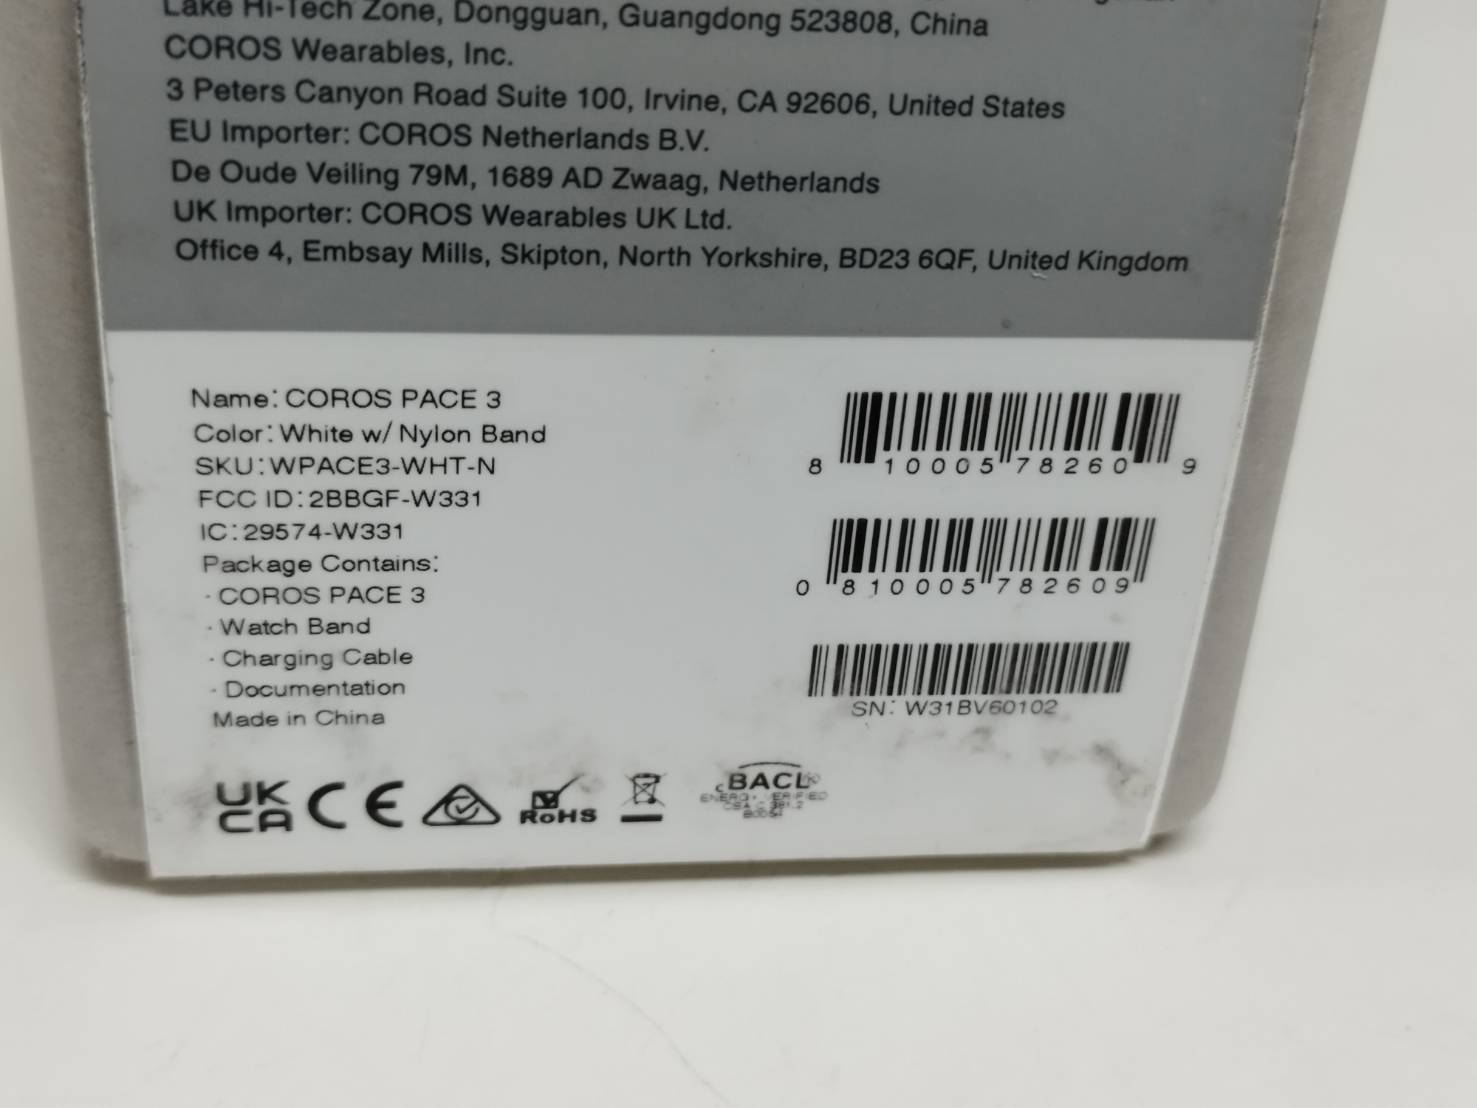 Lake Hi-Tech Zone, Dongguan, Guangdong 523808, China
COROS Wearables, Inc.
3 Peters Canyon Road Suite 100, Irvine, CA 92606, United States
EU Importer: COROS Netherlands B.V.
De Oude Veiling 79M, 1689 AD Zwaag, Netherlands
UK Importer: COROS Wearables UK Ltd.
Office 4, Embsay Mills, Skipton, North Yorkshire, BD23 6QF, United Kingdom
Name: COROS PACE 3
Color: White w/ Nylon Band
SKU: WPACE3-WHT-N
FCC ID: 2BBGF-W331
IC: 29574-W331
Package Contains:
· COROS PACE 3
· Watch Band
· Charging Cable
· Documentation
Made in China
8 10005 78260 9
0 810005 782609
SN: W31BV60102
UK
CA
CE
RoHS
BACL
ENERGY VERIFIED